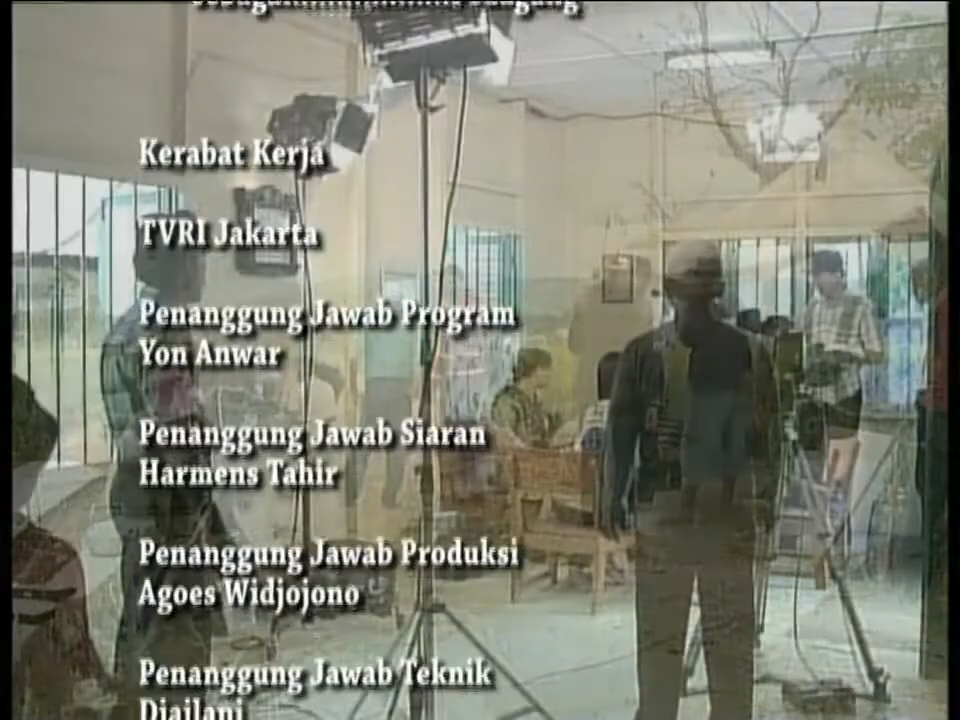 Kerabat Kerja
TVRI Jakarta
Penanggung Jawab Program
Yon Anwar
Penanggung Jawab Siaran
Harmens Tahir
Penanggung Jawab Produksi
Agoes Widjojono
Penanggung Jawab Teknik
Djailani